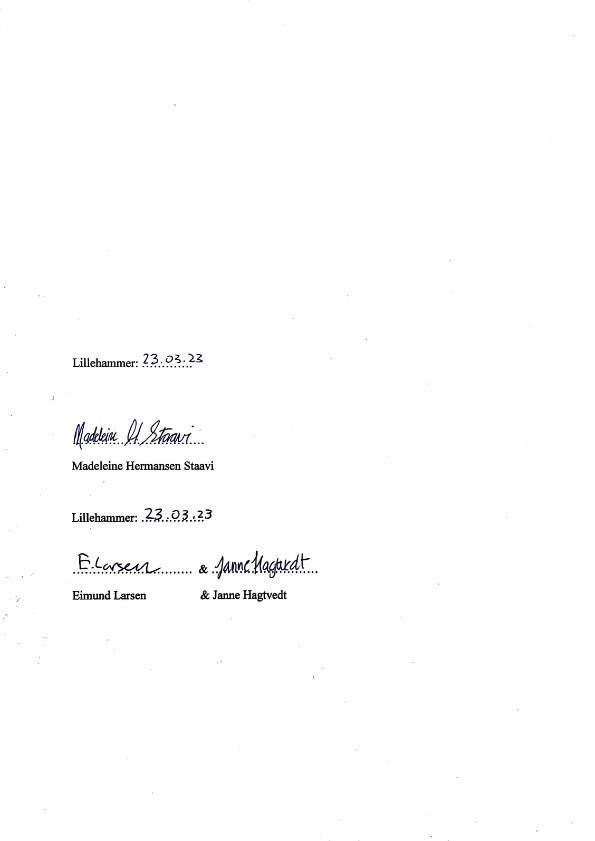 Lillehammer: 23.03.23
Madeleine H Staavi
Madeleine Hermansen Staavi
Lillehammer: 23.03.23
E. Larsen & Janne Hagtvedt
Eimund Larsen & Janne Hagtvedt